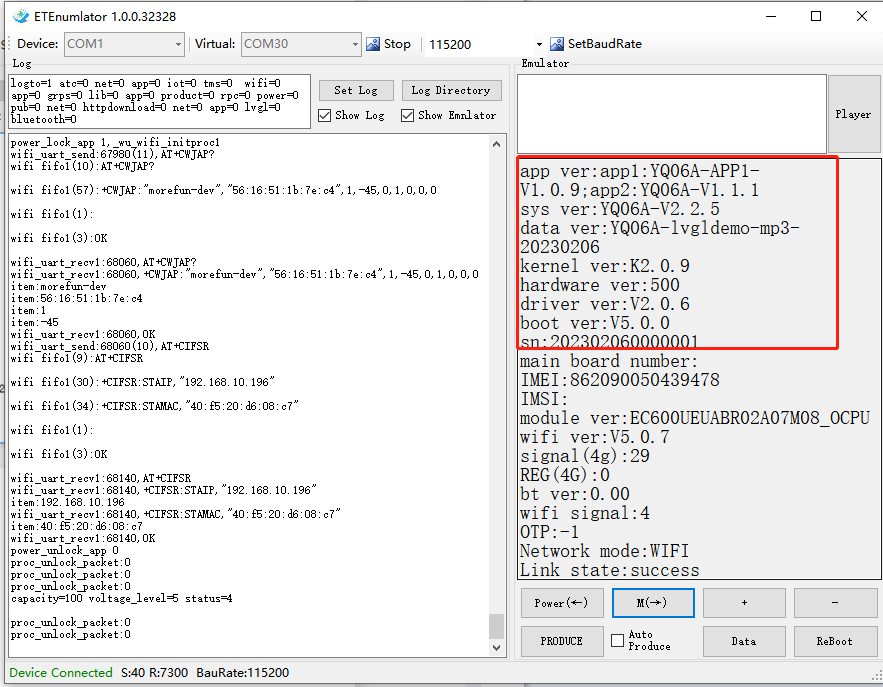 ETEnumlator 1.0.0.32328
Device: COM1 Virtual: COM30 Stop 115200 SetBaudRate
Log
logto=1 atc=0 net=0 app=0 iot=0 tms=0  wifi=0
app=0 grps=0 lib=0 app=0 product=0 rpc=0 power=0
pub=0 net=0 httpdownload=0 net=0 app=0 lvgl=0
bluetooth=0
Set Log Log Directory
Show Log Show Emnlator
power_lock_app 1,_wu_wifi_initproc1
wifi_uart_send:67980(11),AT+CWJAP?
wifi fifo1(10):AT+CWJAP?
wifi fifo1(57):+CWJAP:"morefun-dev","56:16:51:1b:7e:c4",1,-45,0,1,0,0,0
wifi fifo1(1):
wifi fifo1(3):OK
wifi_uart_recv1:68060,AT+CWJAP?
wifi_uart_recv1:68060,+CWJAP:"morefun-dev","56:16:51:1b:7e:c4",1,-45,0,1,0,0,0
item:morefun-dev
item:56:16:51:1b:7e:c4
item:1
item:-45
wifi_uart_recv1:68060,OK
wifi_uart_send:68060(10),AT+CIFSR
wifi fifo1(9):AT+CIFSR
wifi fifo1(30):+CIFSR:STAIP,"192.168.10.196"
wifi fifo1(34):+CIFSR:STAMAC,"40:f5:20:d6:08:c7"
wifi fifo1(1):
wifi fifo1(3):OK
wifi_uart_recv1:68140,AT+CIFSR
wifi_uart_recv1:68140,+CIFSR:STAIP,"192.168.10.196"
item:192.168.10.196
wifi_uart_recv1:68140,+CIFSR:STAMAC,"40:f5:20:d6:08:c7"
item:40:f5:20:d6:08:c7
wifi_uart_recv1:68140,OK
power_unlock_app 0
proc_unlock_packet:0
proc_unlock_packet:0
proc_unlock_packet:0
capacity=100 voltage_level=5 status=4
proc_unlock_packet:0
proc_unlock_packet:0
Emulator
Player
app ver:app1:YQ06A-APP1-
V1.0.9;app2:YQ06A-V1.1.1
sys ver:YQ06A-V2.2.5
data ver:YQ06A-lvgldemo-mp3-
20230206
kernel ver:K2.0.9
hardware ver:500
driver ver:V2.0.6
boot ver:V5.0.0
sn:202302060000001
main board number:
IMEI:862090050439478
IMSI:
module ver:EC600UEUABR02A07M08_OCPU
wifi ver:V5.0.7
signal(4g):29
REG(4G):0
bt ver:0.00
wifi signal:4
OTP:-1
Network mode:WIFI
Link state:success
Power(←) M(→) + -
PRODUCE Auto Produce Data ReBoot
Device Connected S:40 R:7300 BauRate:115200